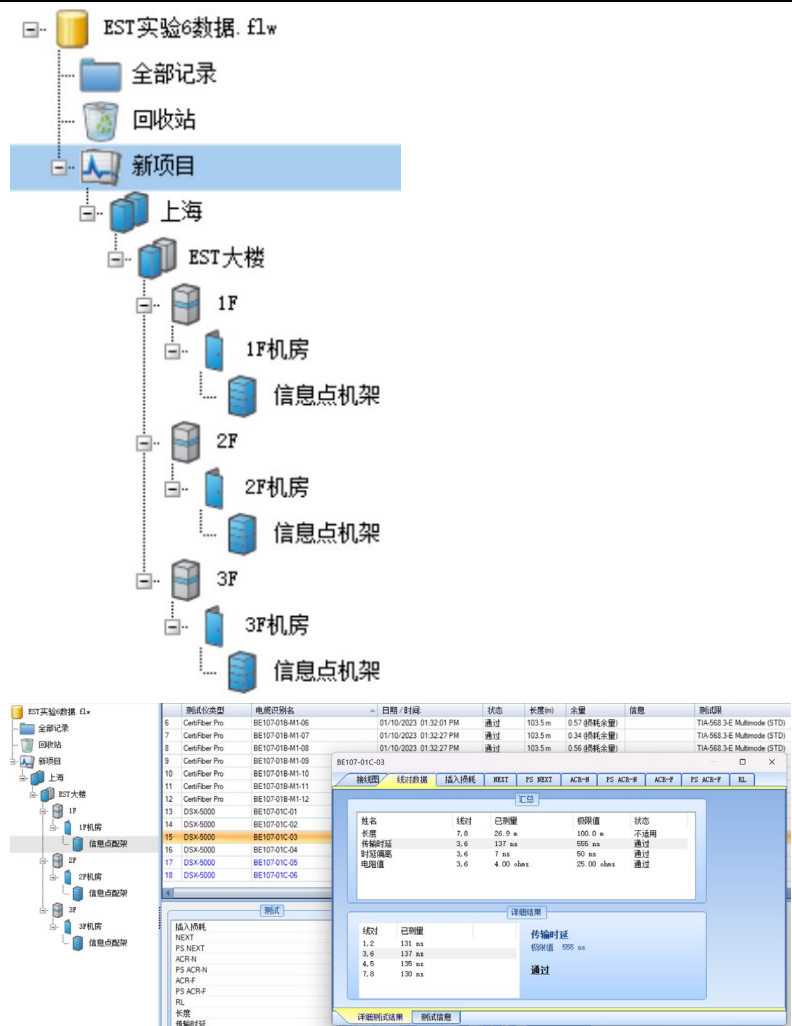 EST实验6数据.flw
全部记录
回收站
新项目
上海
EST大楼
1F
1F机房
信息点机架
2F
2F机房
信息点机架
3F
3F机房
信息点机架
EST实验6数据.flw
全部记录
回收站
新项目
上海
EST大楼
1F
1F机房
信息点配架
2F
2F机房
信息点配架
3F
3F机房
信息点配架
测试仪类型 电缆识别名 日期/时间: 状态 长度(m) 余量 信息 测试限
6 CertiFiber Pro BE107-01B-M1-06 01/10/2023 01:32:01 PM 通过 103.5 m 0.57 (损耗余量) TIA-568.3-E Multimode (STD)
7 CertiFiber Pro BE107-01B-M1-07 01/10/2023 01:32:27 PM 通过 103.5 m 0.34 (损耗余量) TIA-568.3-E Multimode (STD)
8 CertiFiber Pro BE107-01B-M1-08 01/10/2023 01:32:27 PM 通过 103.5 m 0.56 (损耗余量) TIA-568.3-E Multimode (STD)
9 CertiFiber Pro BE107-01B-M1-09
10 CertiFiber Pro BE107-01B-M1-10
11 CertiFiber Pro BE107-01B-M1-11
12 CertiFiber Pro BE107-01B-M1-12
13 DSX-5000 BE107-01C-01
14 DSX-5000 BE107-01C-02
15 DSX-5000 BE107-01C-03
16 DSX-5000 BE107-01C-04
17 DSX-5000 BE107-01C-05
18 DSX-5000 BE107-01C-06
测试
插入损耗
NEXT
PS NEXT
ACR-N
PS ACR-N
ACR-F
PS ACR-F
RL
长度
传输时延
BE107-01C-03
接线图 线对数据 插入损耗 NEXT PS NEXT ACR-N PS ACR-N ACR-F PS ACR-F RL
汇总
姓名 线对 已测量 极限值 状态
长度 7,8 26.9 m 100.0 m 不适用
传输时延 3,6 137 ns 555 ns 通过
时延偏离 3,6 7 ns 50 ns 通过
电阻值 3,6 4.00 ohms 25.00 ohms 通过
详细结果
线对 已测量
1,2 131 ns
3,6 137 ns
4,5 135 ns
7,8 130 ns
传输时延
极限值 555 ns
通过
详细测试结果 测试信息